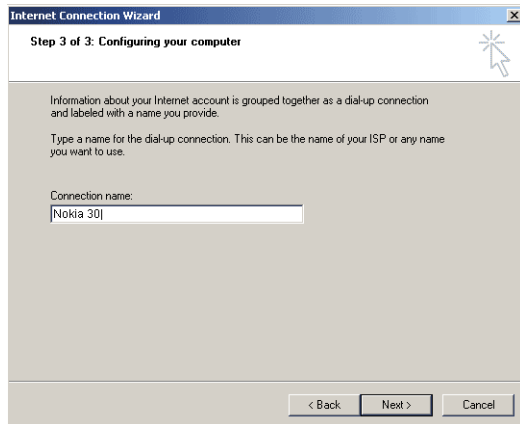 Internet Connection Wizard
Step 3 of 3: Configuring your computer
Information about your Internet account is grouped together as a dial-up connection
and labeled with a name you provide.
Type a name for the dial-up connection. This can be the name of your ISP or any name
you want to use.
Connection name:
Nokia 30
< Back Next > Cancel